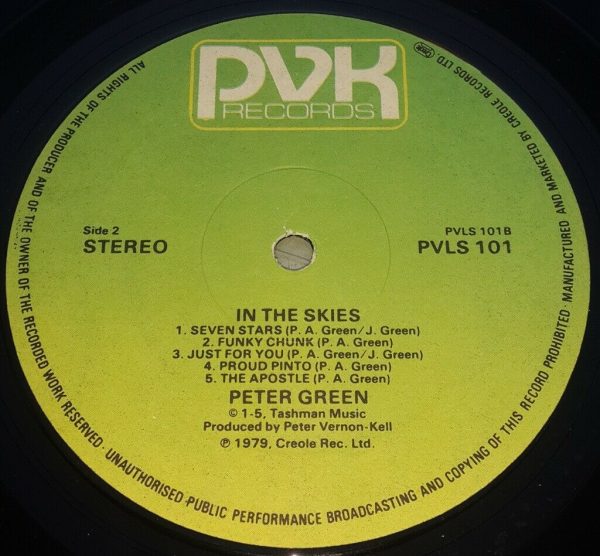 PVK
RECORDS
Side 2
STEREO
PVLS 101B
PVLS 101
IN THE SKIES
1. SEVEN STARS (P. A. Green/J. Green)
2. FUNKY CHUNK (P. A. Green)
3. JUST FOR YOU (P. A. Green/J. Green)
4. PROUD PINTO (P. A. Green)
5. THE APOSTLE (P. A. Green)
PETER GREEN
© 1-5, Tashman Music
Produced by Peter Vernon-Kell
℗ 1979, Creole Rec. Ltd.
ALL RIGHTS OF THE PRODUCER AND OF THE OWNER OF THE RECORDED WORK RESERVED · UNAUTHORISED PUBLIC PERFORMANCE BROADCASTING AND COPYING OF THIS RECORD PROHIBITED · MANUFACTURED AND MARKETED BY CREOLE RECORDS LTD.